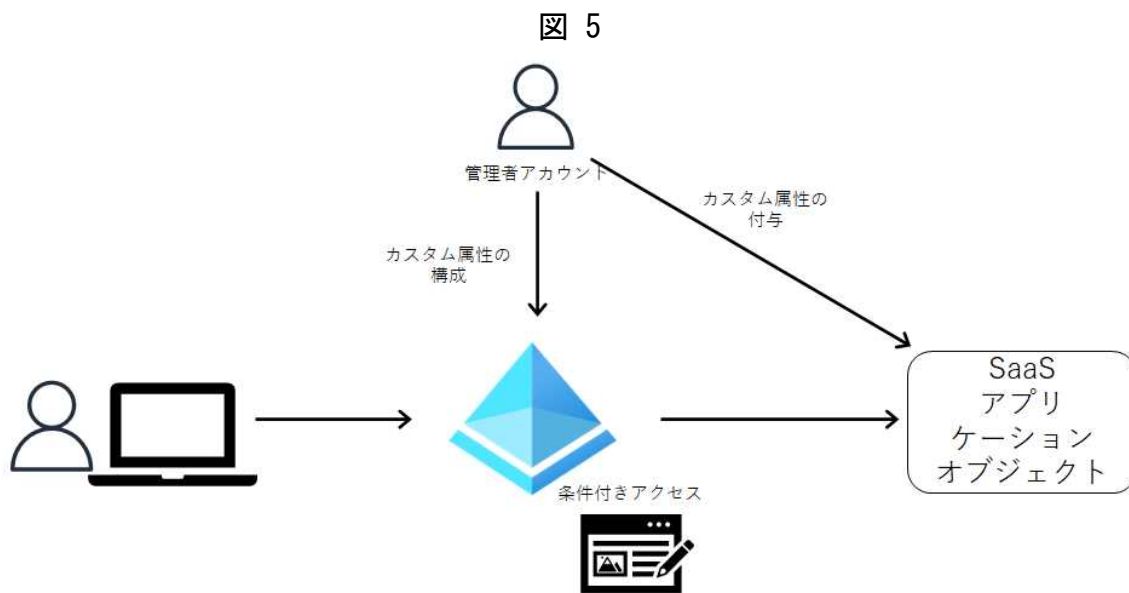 図 5
管理者アカウント
カスタム属性の
付与
カスタム属性の
構成
SaaS
アプリ
ケーション
オブジェクト
条件付きアクセス